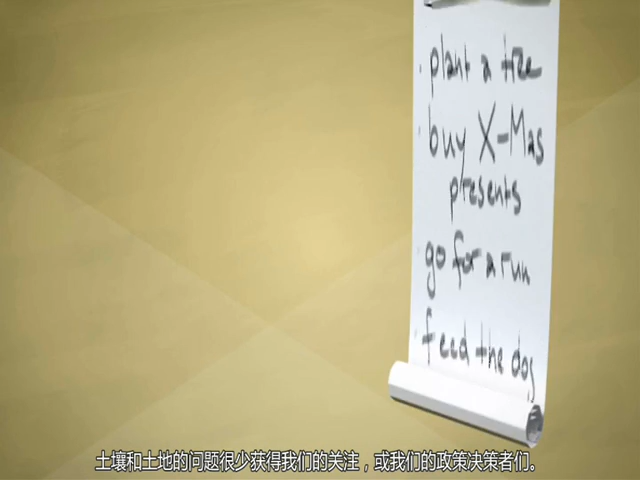 · plant a tree
· buy X-Mas
presents
· go for a run
· feed the dog
土壤和土地的问题很少获得我们的关注，或我们的政策决策者们。